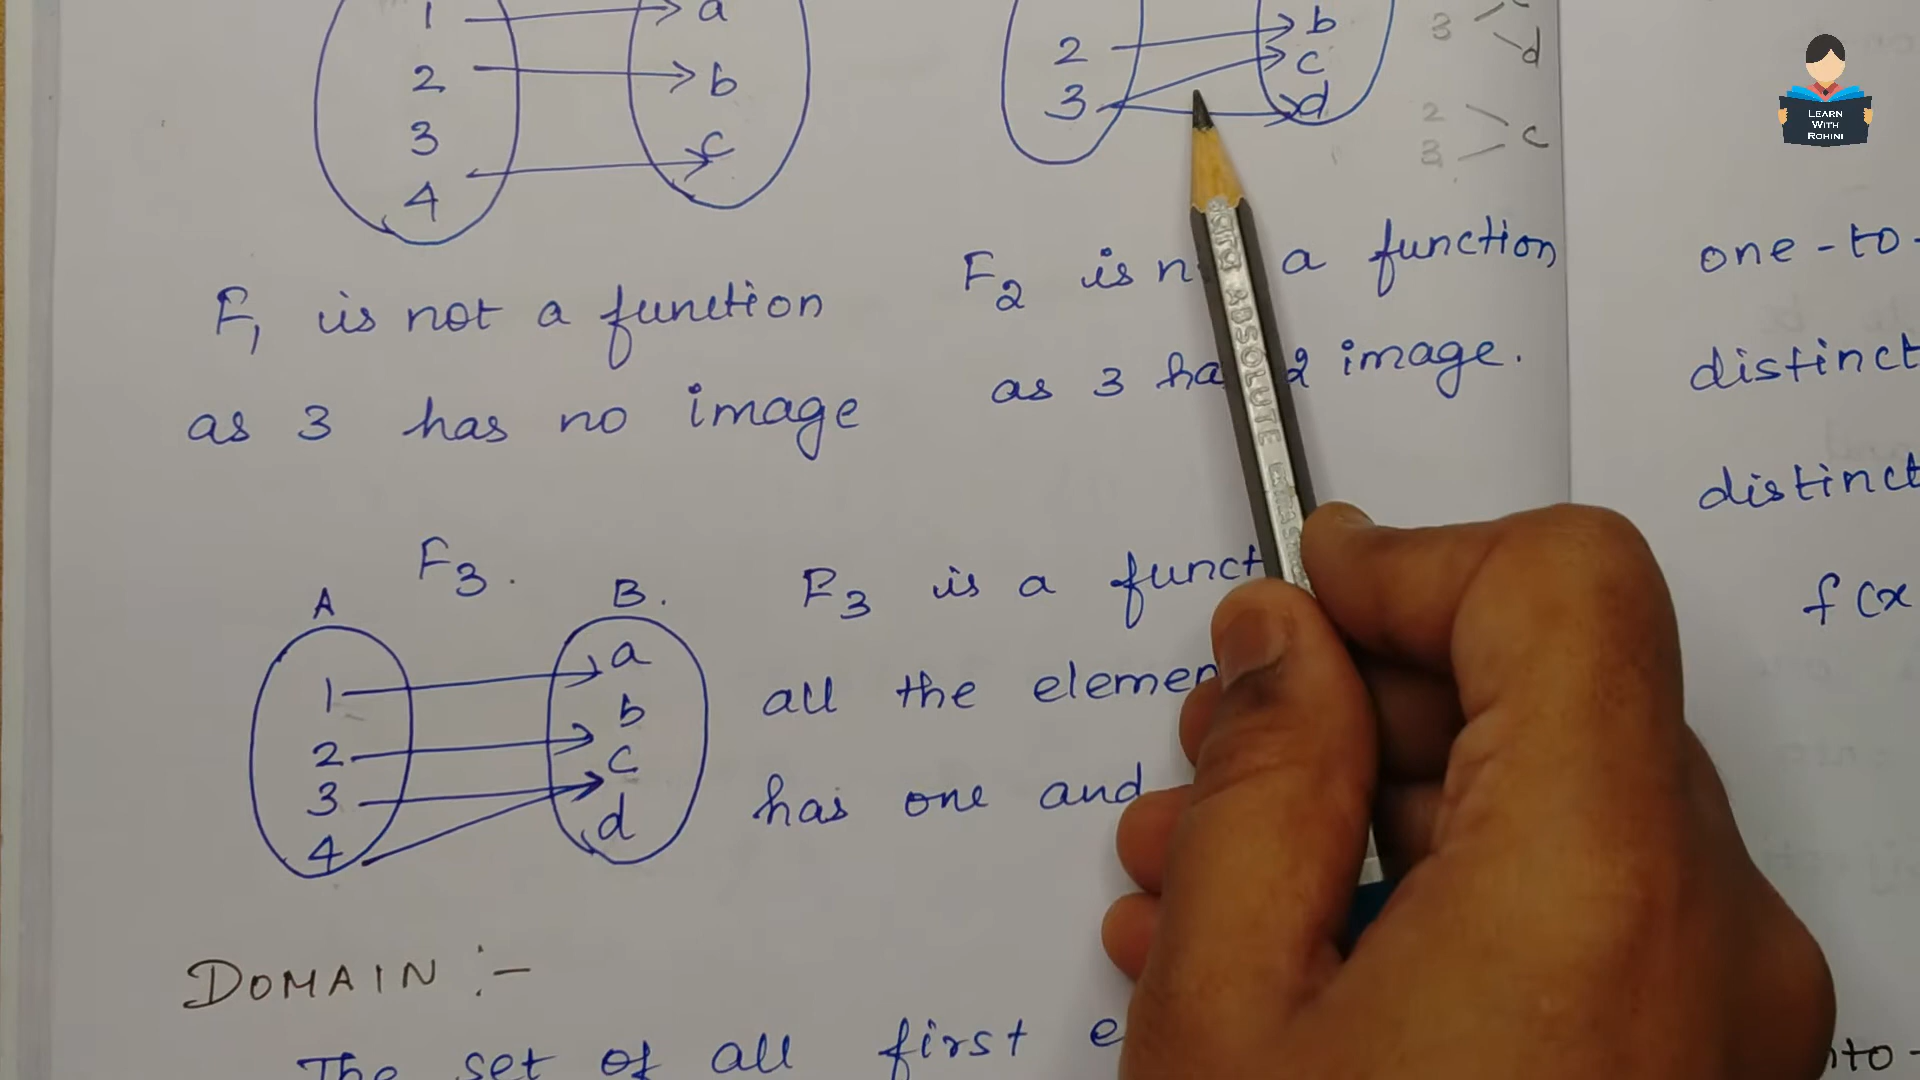 1 a
2 b
3 c
4
2 b
3 c
d
3 d
2 c
3
LEARN
WITH
ROHINI
F1 is not a function
as 3 has no image
F2 is a function
as 3 2 image.
one-to-
distinct
distinct
f(x
F3.
A B.
1 a
2 b
3 c
4 d
F3 is a funct
all the elemen
has one and
DOMAIN :-
The set of all first e
nto-
ABSOLUTE